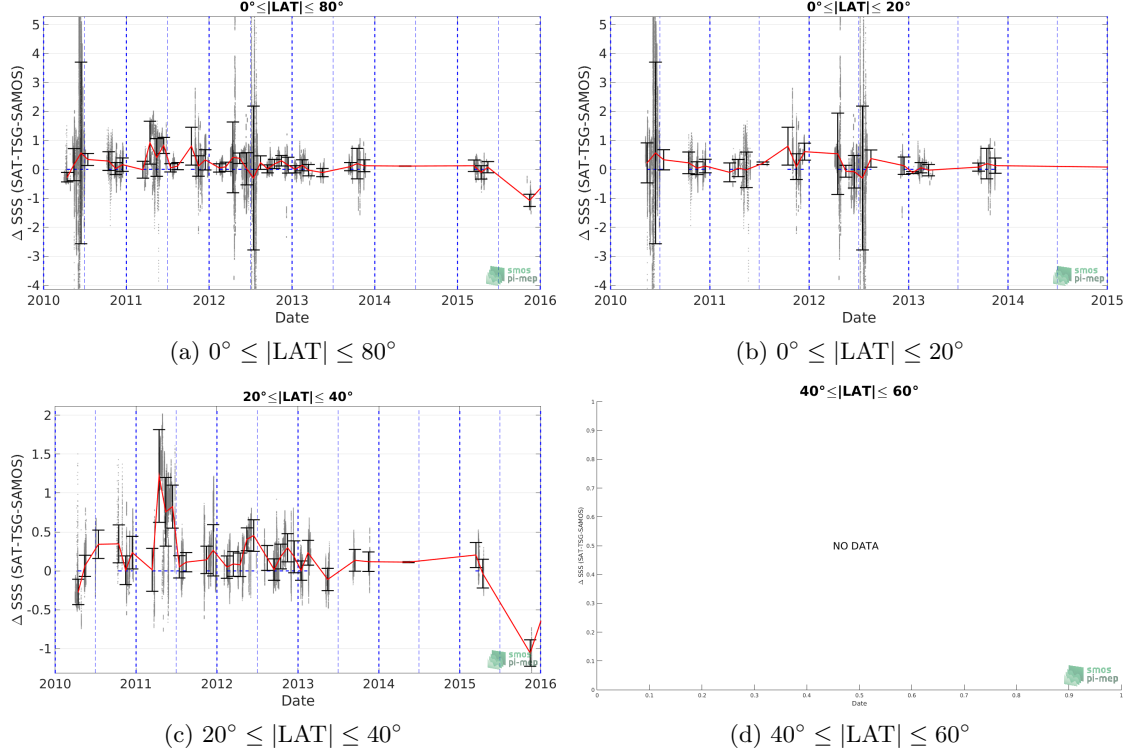 0°≤|LAT|≤ 80°
Δ SSS (SAT-TSG-SAMOS)
5
4
3
2
1
0
-1
-2
-3
-4
2010 2011 2012 2013 2014 2015 2016
Date
smos
pi-mep
(a) 0° ≤ |LAT| ≤ 80°
0°≤|LAT|≤ 20°
Δ SSS (SAT-TSG-SAMOS)
5
4
3
2
1
0
-1
-2
-3
-4
2010 2011 2012 2013 2014 2015
Date
smos
pi-mep
(b) 0° ≤ |LAT| ≤ 20°
20°≤|LAT|≤ 40°
Δ SSS (SAT-TSG-SAMOS)
2
1.5
1
0.5
0
-0.5
-1
2010 2011 2012 2013 2014 2015 2016
Date
smos
pi-mep
(c) 20° ≤ |LAT| ≤ 40°
40°≤|LAT|≤ 60°
Δ SSS (SAT-TSG-SAMOS)
1
0.9
0.8
0.7
0.6
0.5
0.4
0.3
0.2
0.1
0
NO DATA
0 0.1 0.2 0.3 0.4 0.5 0.6 0.7 0.8 0.9 1
Date
smos
pi-mep
(d) 40° ≤ |LAT| ≤ 60°